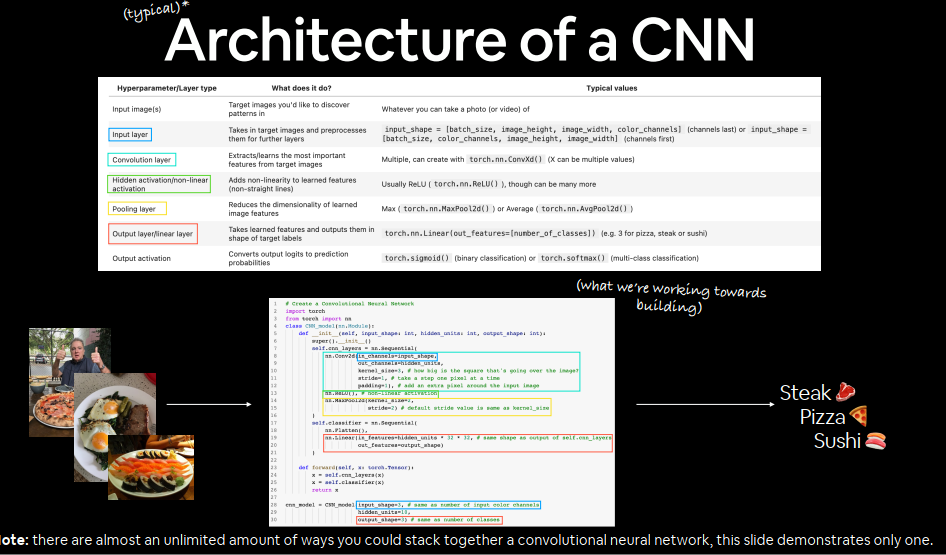 (typical)*
Architecture of a CNN
Hyperparameter/Layer type What does it do? Typical values
Input image(s) Target images you'd like to discover patterns in Whatever you can take a photo (or video) of
Input layer Takes in target images and preprocesses them for further layers input_shape = [batch_size, image_height, image_width, color_channels] (channels last) or input_shape = [batch_size, color_channels, image_height, image_width] (channels first)
Convolution layer Extracts/learns the most important features from target images Multiple, can create with torch.nn.ConvXd() (X can be multiple values)
Hidden activation/non-linear activation Adds non-linearity to learned features (non-straight lines) Usually ReLU (torch.nn.ReLU()), though can be many more
Pooling layer Reduces the dimensionality of learned image features Max (torch.nn.MaxPool2d()) or Average (torch.nn.AvgPool2d())
Output layer/linear layer Takes learned features and outputs them in shape of target labels torch.nn.Linear(out_features=[number_of_classes]) (e.g. 3 for pizza, steak or sushi)
Output activation Converts output logits to prediction probabilities torch.sigmoid() (binary classification) or torch.softmax() (multi-class classification)
(what we're working towards
building)
1 # Create a Convolutional Neural Network
2 import torch
3 from torch import nn
4 class CNN_model(nn.Module):
5 def __init__(self, input_shape: int, hidden_units: int, output_shape: int):
6 super().__init__()
7 self.cnn_layers = nn.Sequential(
8 nn.Conv2d(in_channels=input_shape,
9 out_channels=hidden_units,
10 kernel_size=3, # how big is the square that's going over the image?
11 stride=1, # take a step one pixel at a time
12 padding=1), # add an extra pixel around the input image
13 nn.ReLU(), # non-linear activation
14 nn.MaxPool2d(kernel_size=2,
15 stride=2) # default stride value is same as kernel_size
16 )
17 self.classifier = nn.Sequential(
18 nn.Flatten(),
19 nn.Linear(in_features=hidden_units * 32 * 32, # same shape as output of self.cnn_layers
20 out_features=output_shape)
21 )
22
23 def forward(self, x: torch.Tensor):
24 x = self.cnn_layers(x)
25 x = self.classifier(x)
26 return x
27
28 cnn_model = CNN_model(input_shape=3, # same as number of input color channels
29 hidden_units=10,
30 output_shape=3) # same as number of classes
Steak
Pizza
Sushi
ote: there are almost an unlimited amount of ways you could stack together a convolutional neural network, this slide demonstrates only one.